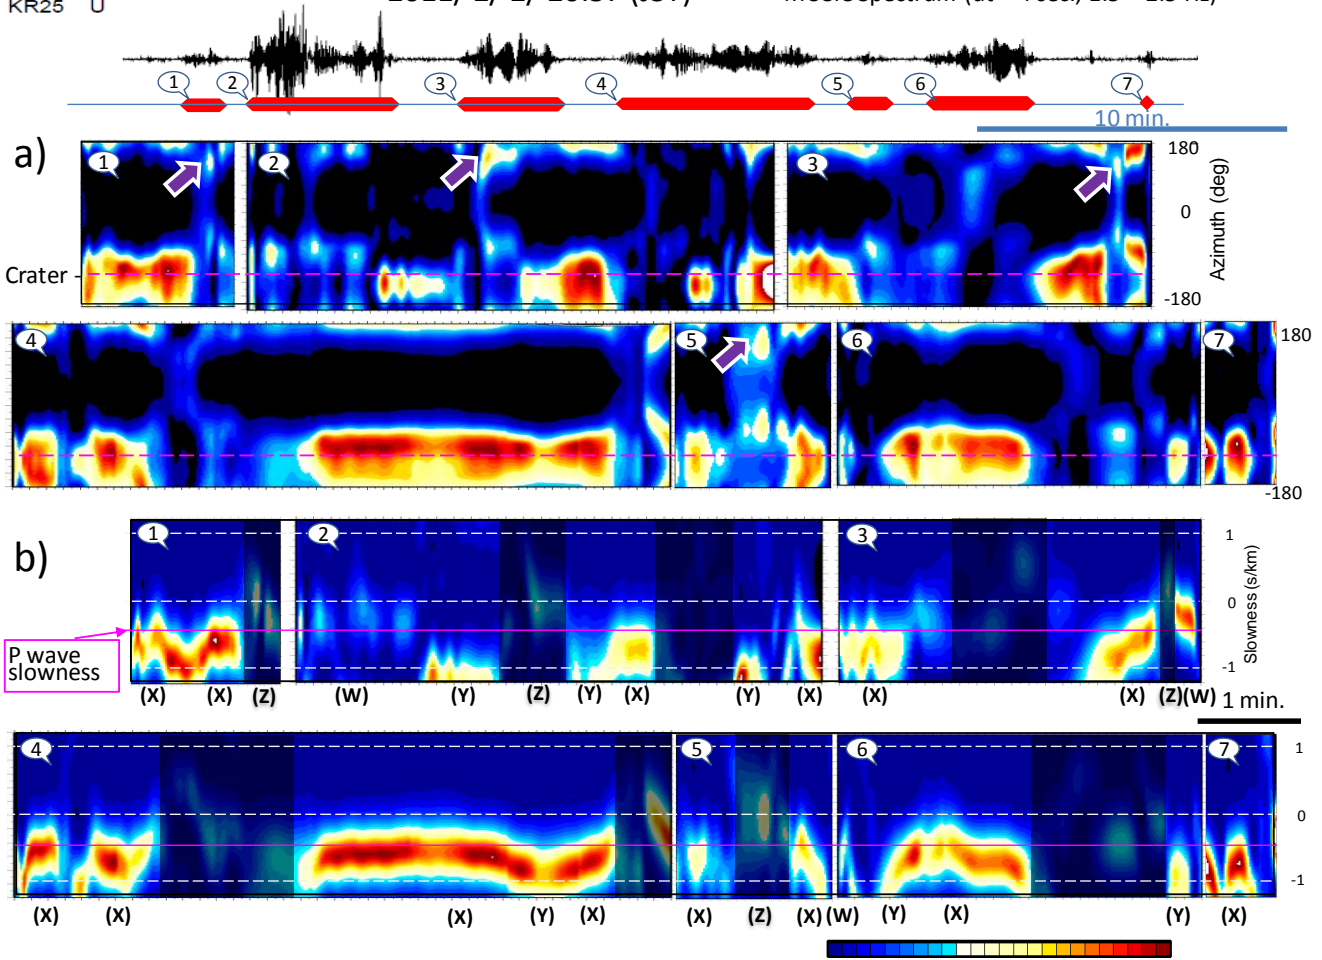 KR25 U
1 2 3 4 5 6 7
10 min.
a)
1 2 3
180
0
-180
Azimuth (deg)
Crater
4 5 6 7
180
-180
b)
1 2 3
1
0
-1
Slowness (s/km)
P wave
slowness
(X) (X) (Z) (W) (Y) (Z) (Y) (X) (Y) (X) (X) (X) (Z)(W)
1 min.
4 5 6 7
1
0
-1
(X) (X) (X) (Y) (X) (X) (Z) (X) (W) (Y) (X) (Y) (X)